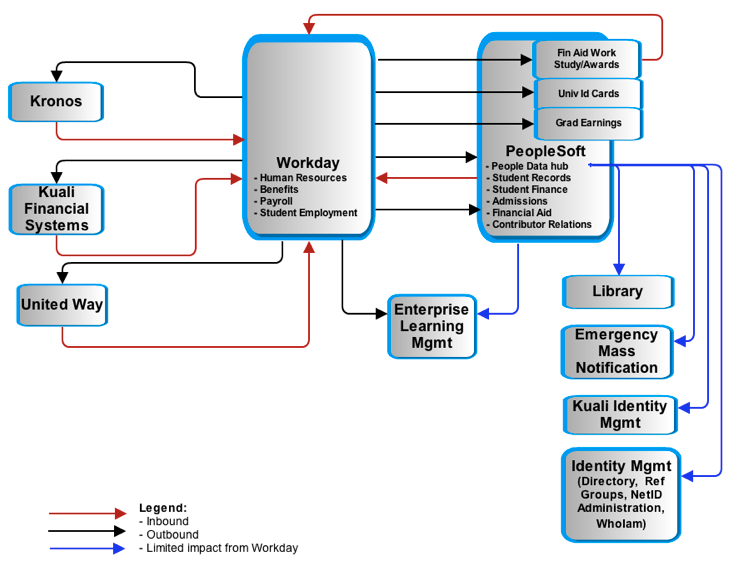 Fin Aid Work
Study/Awards
Univ Id Cards
Grad Earnings
Kronos
Workday
- Human Resources
- Benefits
- Payroll
- Student Employment
PeopleSoft
- People Data hub
- Student Records
- Student Finance
- Admissions
- Financial Aid
- Contributor Relations
Kuali
Financial
Systems
United Way
Enterprise
Learning
Mgmt
Library
Emergency
Mass
Notification
Kuali Identity
Mgmt
Identity Mgmt
(Directory, Ref
Groups, NetID
Administration,
WhoIam)
Legend:
- Inbound
- Outbound
- Limited impact from Workday